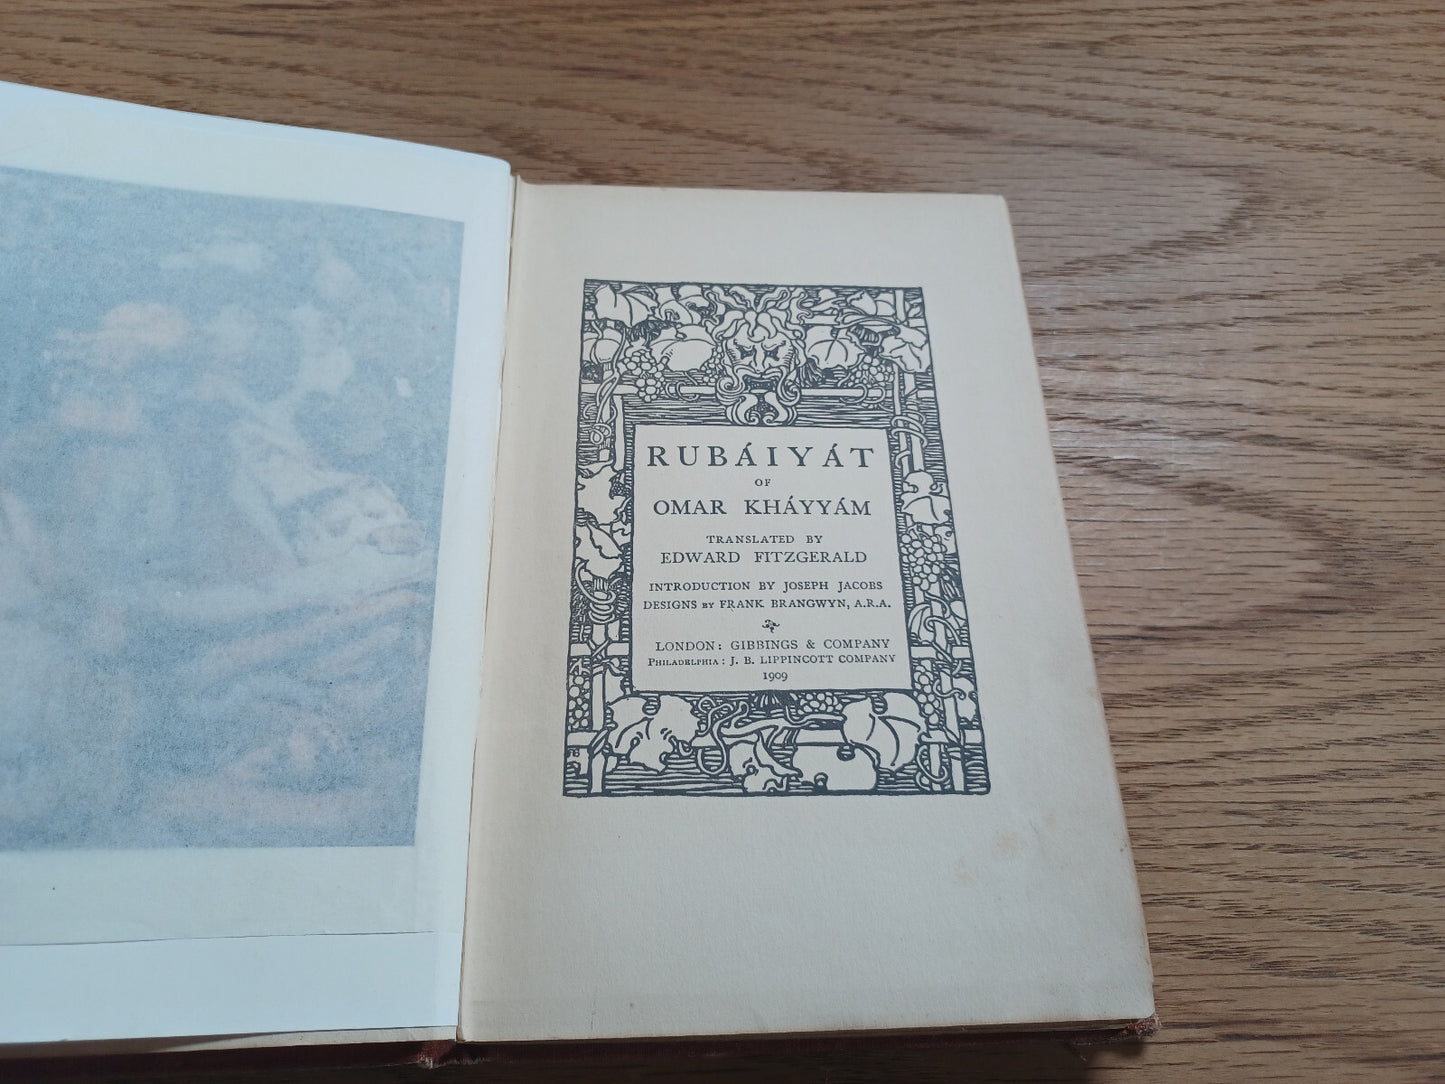 RUBÁIYÁT
OF
OMAR KHÁYYÁM
TRANSLATED BY
EDWARD FITZGERALD
INTRODUCTION BY JOSEPH JACOBS
DESIGNS BY FRANK BRANGWYN, A.R.A.
LONDON: GIBBINGS & COMPANY
PHILADELPHIA: J. B. LIPPINCOTT COMPANY
1909